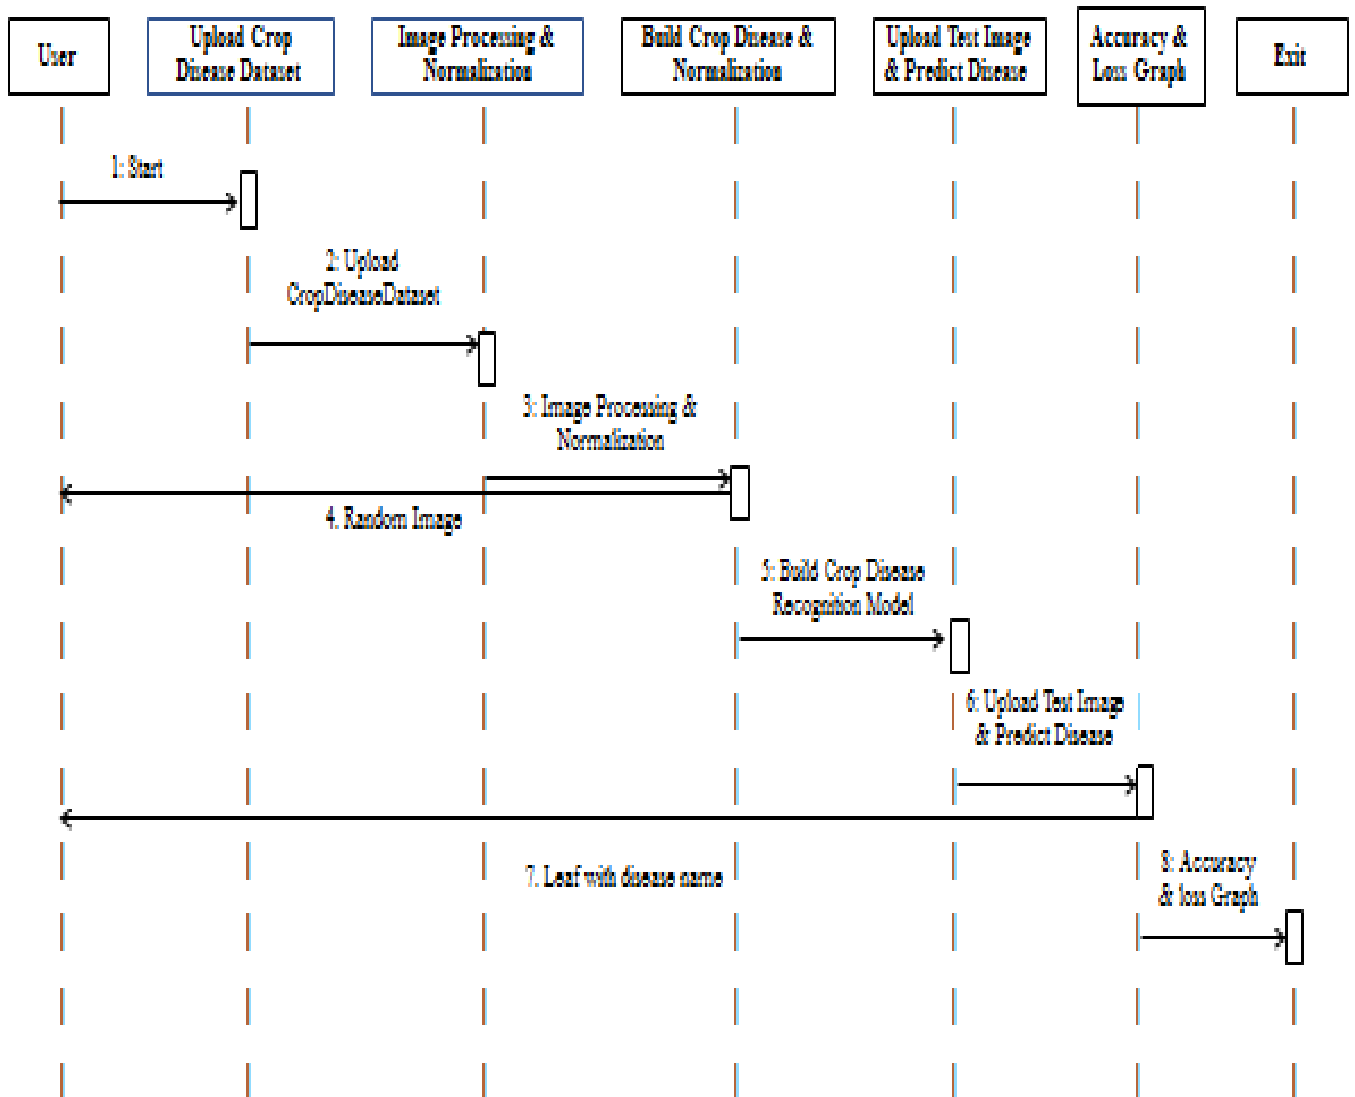 User
Upload Crop
Disease Dataset
Image Processing &
Normalization
Build Crop Disease &
Normalization
Upload Test Image
& Predict Disease
Accuracy &
Loss Graph
Exit
1: Start
2: Upload
CropDiseaseDataset
3: Image Processing &
Normalization
4. Random Image
5: Build Crop Disease
Recognition Model
6: Upload Test Image
& Predict Disease
7. Leaf with disease name
8: Accuracy
& loss Graph